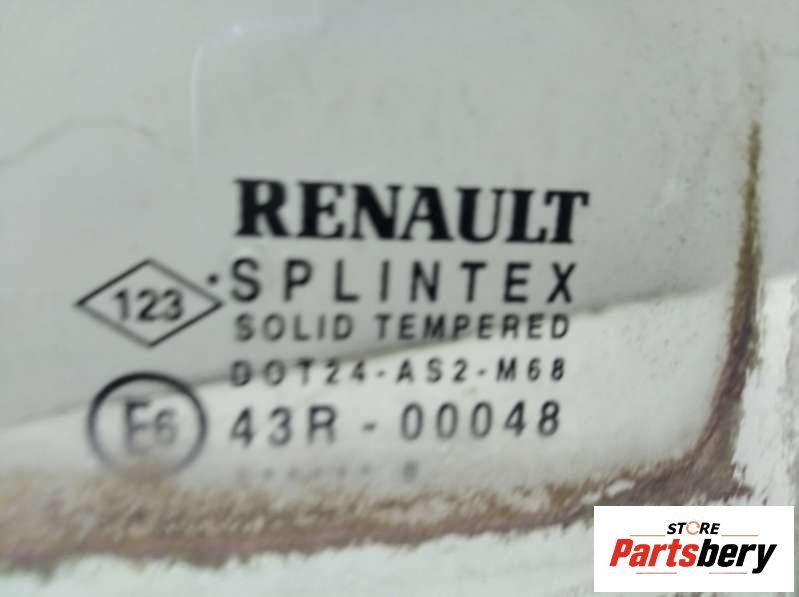 RENAULT
123
SPLINTEX
SOLID TEMPERED
DOT24-AS2-M68
E6 43R-00048
STORE
Partsbery